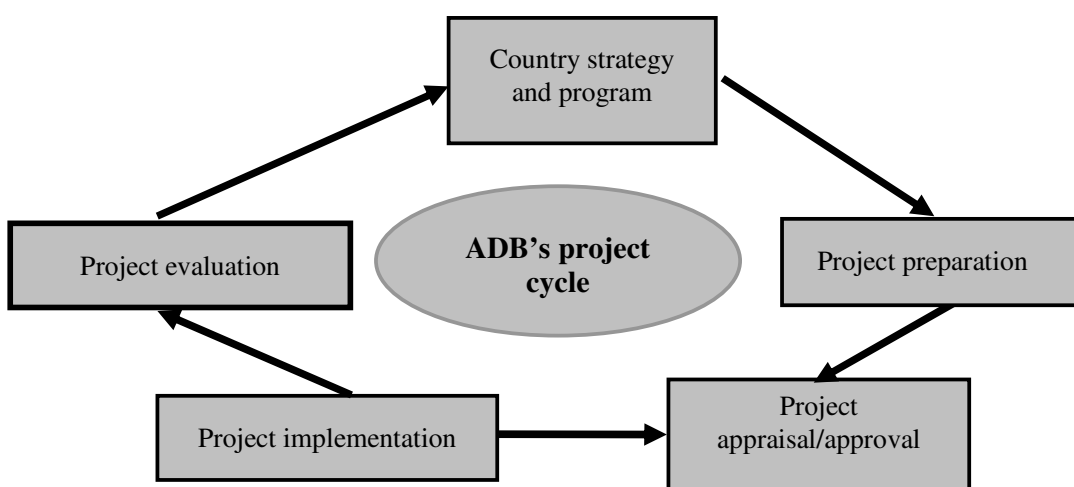 Country strategy
and program
ADB’s project
cycle
Project evaluation
Project preparation
Project implementation
Project
appraisal/approval